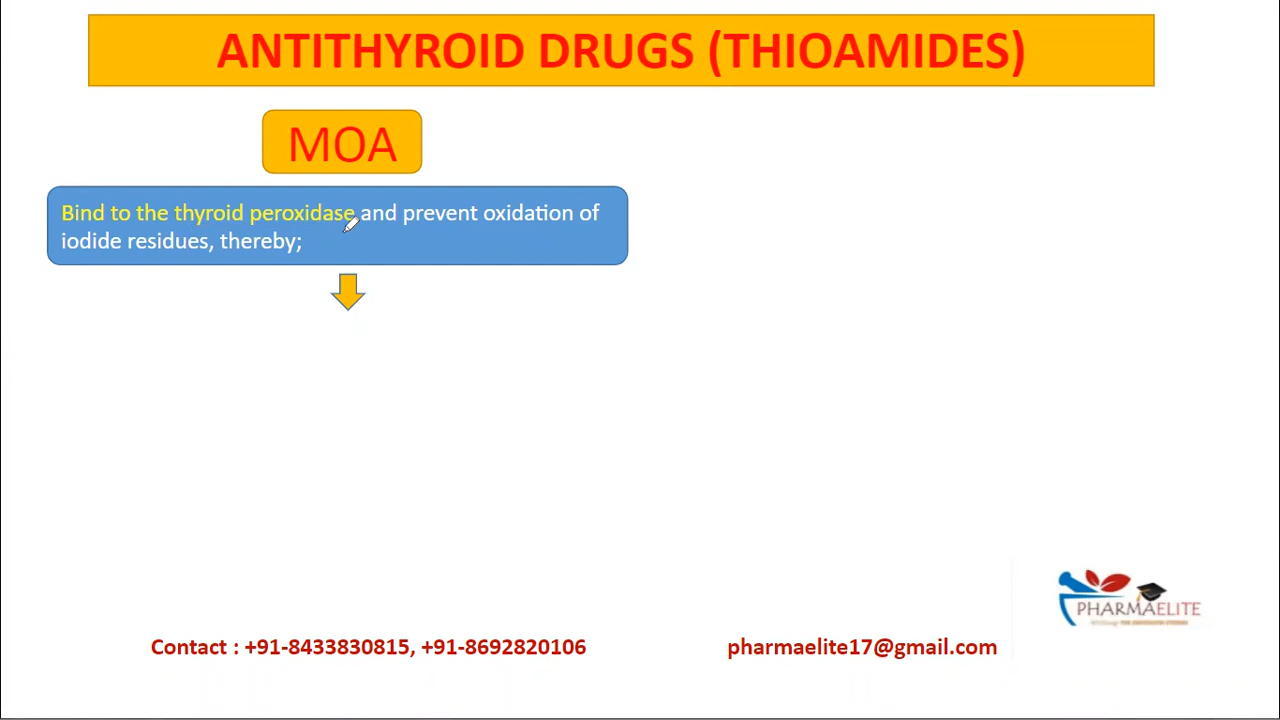 ANTITHYROID DRUGS (THIOAMIDES)
MOA
Bind to the thyroid peroxidase and prevent oxidation of
iodide residues, thereby;
PHARMAELITE
Contact : +91-8433830815, +91-8692820106
pharmaelite17@gmail.com